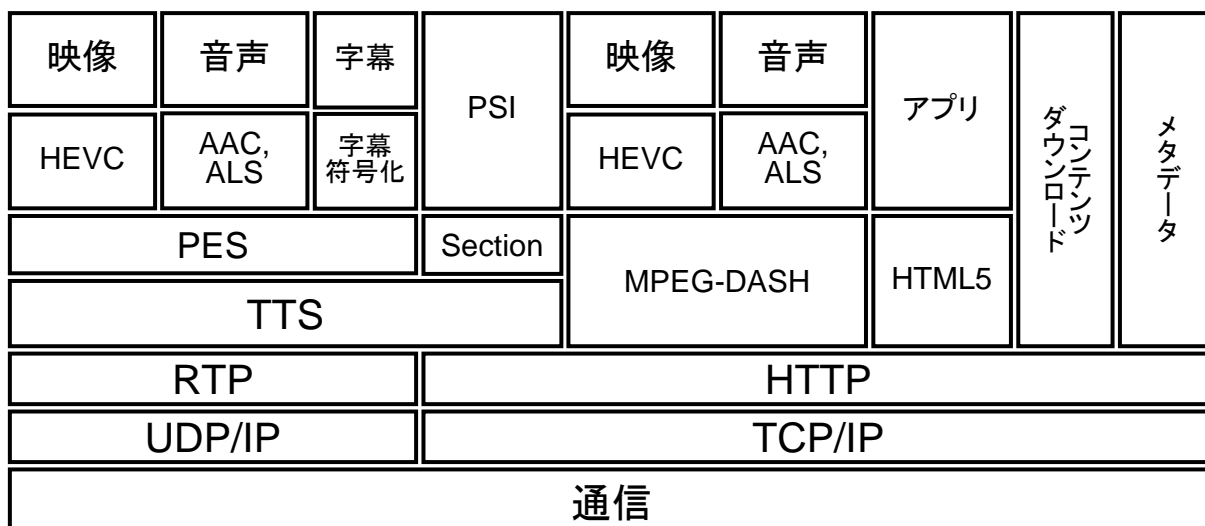 映像
音声
字幕
PSI
映像
音声
アプリ
コンテンツ
ダウンロード
メタデータ
HEVC
AAC,
ALS
字幕
符号化
HEVC
AAC,
ALS
PES
Section
MPEG-DASH
HTML5
TTS
RTP
HTTP
UDP/IP
TCP/IP
通信